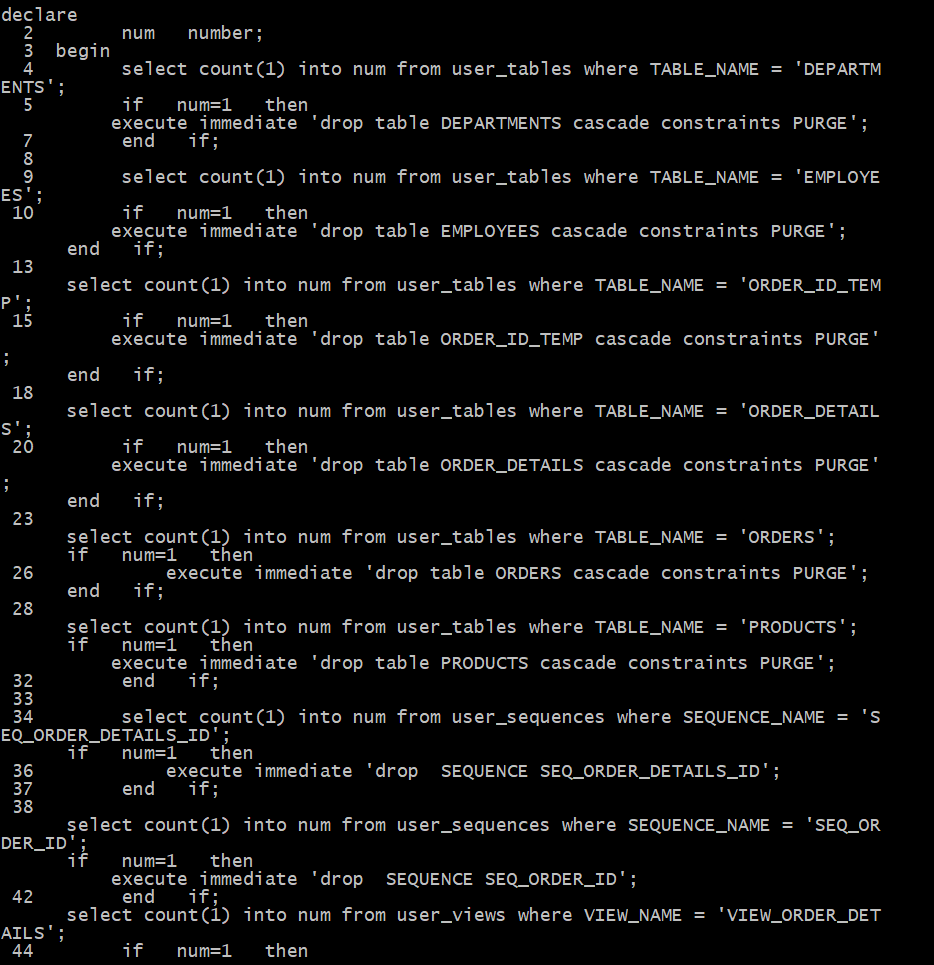 declare
  2        num   number;
  3  begin
  4        select count(1) into num from user_tables where TABLE_NAME = 'DEPARTM
ENTS';
  5        if   num=1   then
          execute immediate 'drop table DEPARTMENTS cascade constraints PURGE';
  7        end   if;
  8
  9        select count(1) into num from user_tables where TABLE_NAME = 'EMPLOYE
ES';
 10        if   num=1   then
          execute immediate 'drop table EMPLOYEES cascade constraints PURGE';
      end   if;
 13
      select count(1) into num from user_tables where TABLE_NAME = 'ORDER_ID_TEM
P';
 15        if   num=1   then
          execute immediate 'drop table ORDER_ID_TEMP cascade constraints PURGE'
;
      end   if;
 18
      select count(1) into num from user_tables where TABLE_NAME = 'ORDER_DETAIL
S';
 20        if   num=1   then
          execute immediate 'drop table ORDER_DETAILS cascade constraints PURGE'
;
      end   if;
 23
      select count(1) into num from user_tables where TABLE_NAME = 'ORDERS';
      if   num=1   then
 26            execute immediate 'drop table ORDERS cascade constraints PURGE';
      end   if;
 28
      select count(1) into num from user_tables where TABLE_NAME = 'PRODUCTS';
      if   num=1   then
          execute immediate 'drop table PRODUCTS cascade constraints PURGE';
 32        end   if;
 33
 34        select count(1) into num from user_sequences where SEQUENCE_NAME = 'S
EQ_ORDER_DETAILS_ID';
      if   num=1   then
 36            execute immediate 'drop  SEQUENCE SEQ_ORDER_DETAILS_ID';
 37        end   if;
 38
      select count(1) into num from user_sequences where SEQUENCE_NAME = 'SEQ_OR
DER_ID';
      if   num=1   then
          execute immediate 'drop  SEQUENCE SEQ_ORDER_ID';
 42        end   if;
      select count(1) into num from user_views where VIEW_NAME = 'VIEW_ORDER_DET
AILS';
 44        if   num=1   then